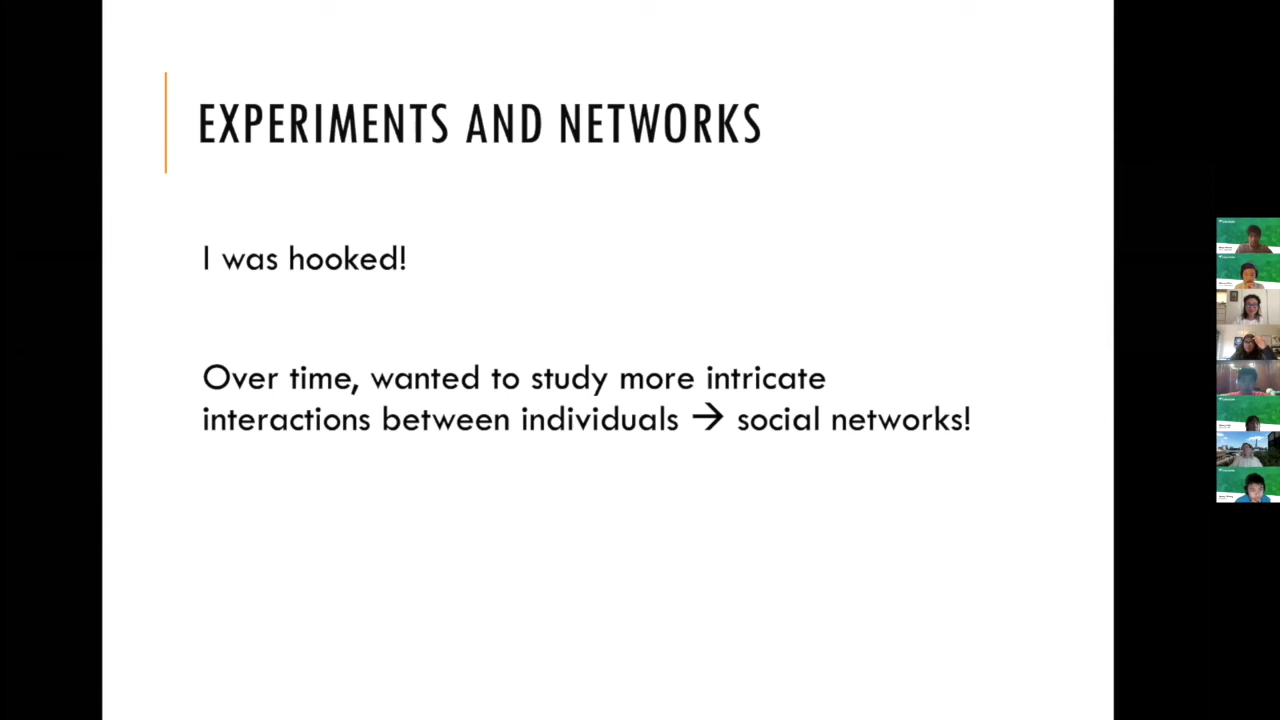 EXPERIMENTS AND NETWORKS
I was hooked!
Over time, wanted to study more intricate
interactions between individuals → social networks!